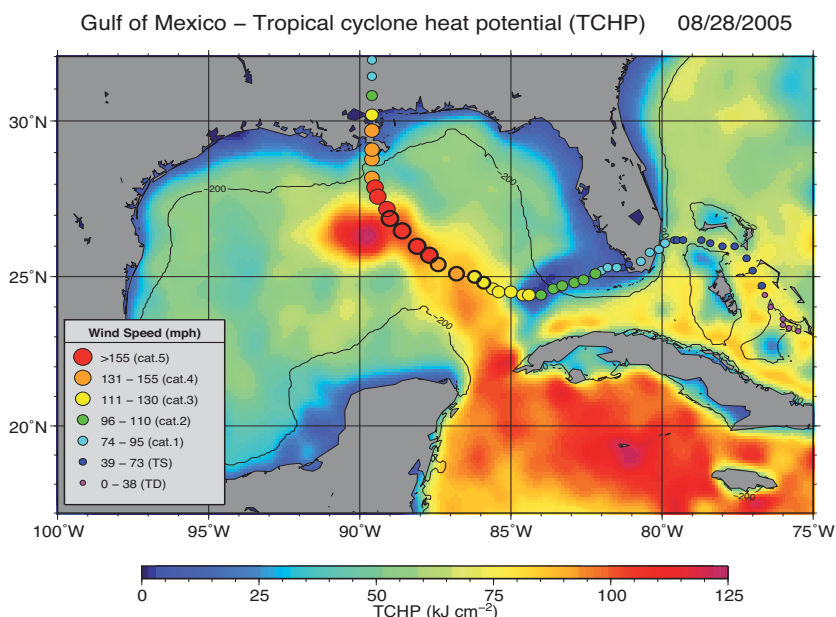 Gulf of Mexico – Tropical cyclone heat potential (TCHP) 08/28/2005
30°N
25°N
20°N
–200
–200
–200
–200
Wind Speed (mph)
>155 (cat.5)
131 – 155 (cat.4)
111 – 130 (cat.3)
96 – 110 (cat.2)
74 – 95 (cat.1)
39 – 73 (TS)
0 – 38 (TD)
100°W 95°W 90°W 85°W 80°W 75°W
0 25 50 75 100 125
TCHP (kJ cm⁻²)